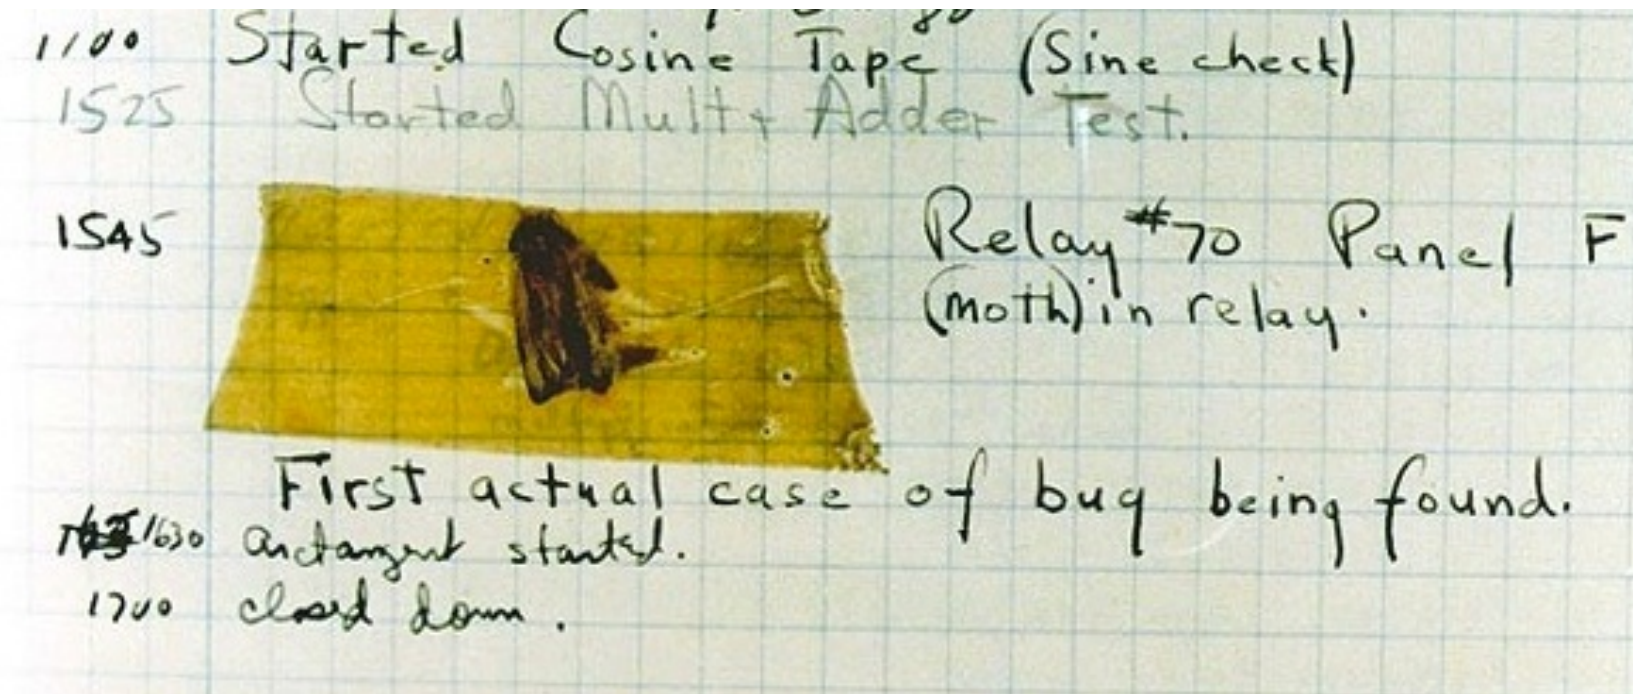 1100 Started Cosine Tape (Sine check)
1525 Started Mult + Adder Test.
1545 Relay #70 Panel F
(moth) in relay.
First actual case of bug being found.
1630 arctangent started.
1700 closed down.